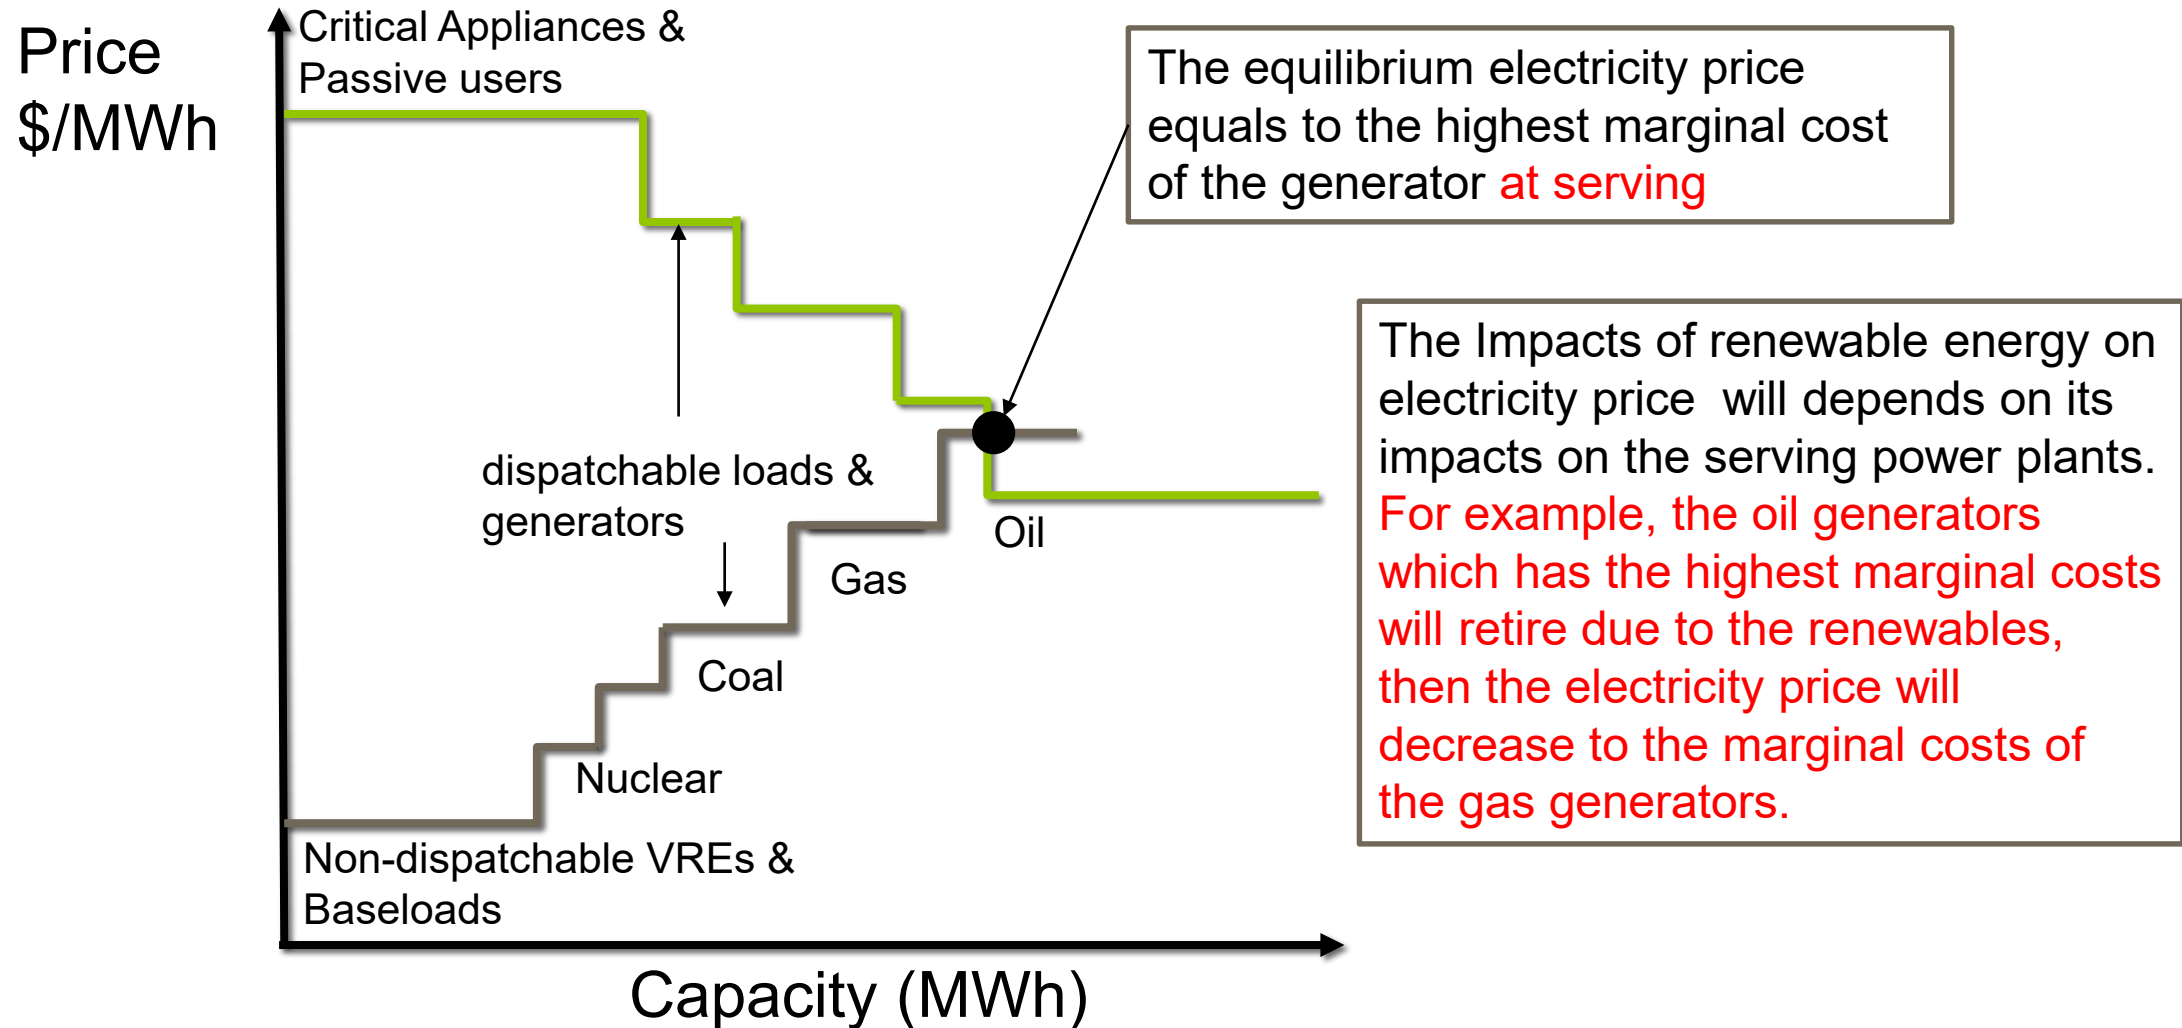 Price
$/MWh
Critical Appliances &
Passive users
The equilibrium electricity price
equals to the highest marginal cost
of the generator at serving
The Impacts of renewable energy on
electricity price  will depends on its
impacts on the serving power plants.
For example, the oil generators
which has the highest marginal costs
will retire due to the renewables,
then the electricity price will
decrease to the marginal costs of
the gas generators.
dispatchable loads &
generators
Oil
Gas
Coal
Nuclear
Non-dispatchable VREs &
Baseloads
Capacity (MWh)